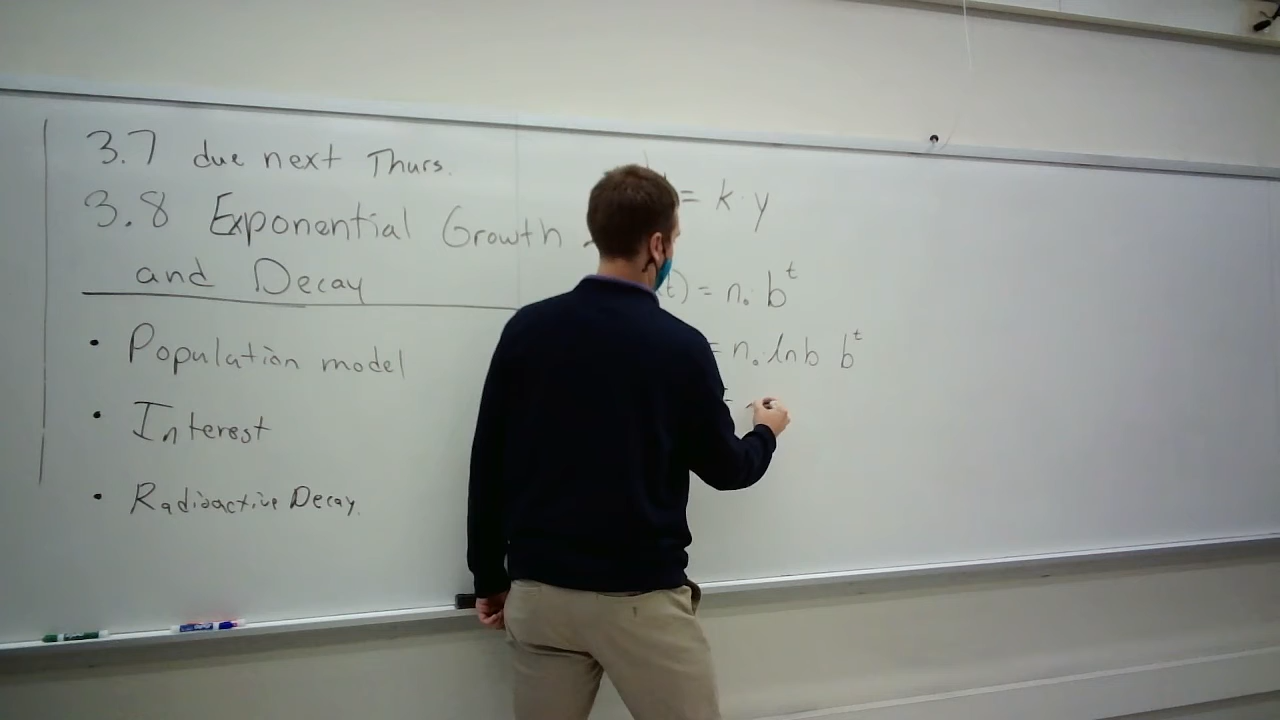 3.7 due next Thurs.
3.8 Exponential Growth
and Decay
• Population model
• Interest
• Radioactive Decay.
= k · y
t) = n₀ · bᵗ
= n₀ · ln b bᵗ
=